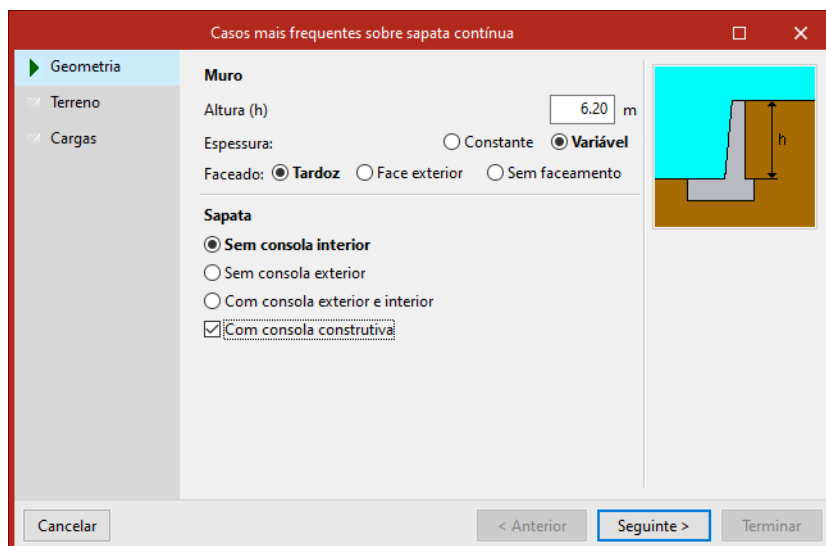 Casos mais frequentes sobre sapata contínua
Geometria
Terreno
Cargas
Muro
Altura (h) 6.20 m
Espessura: Constante Variável
Faceado: Tardoz Face exterior Sem faceamento
Sapata
Sem consola interior
Sem consola exterior
Com consola exterior e interior
Com consola construtiva
h
Cancelar < Anterior Seguinte > Terminar